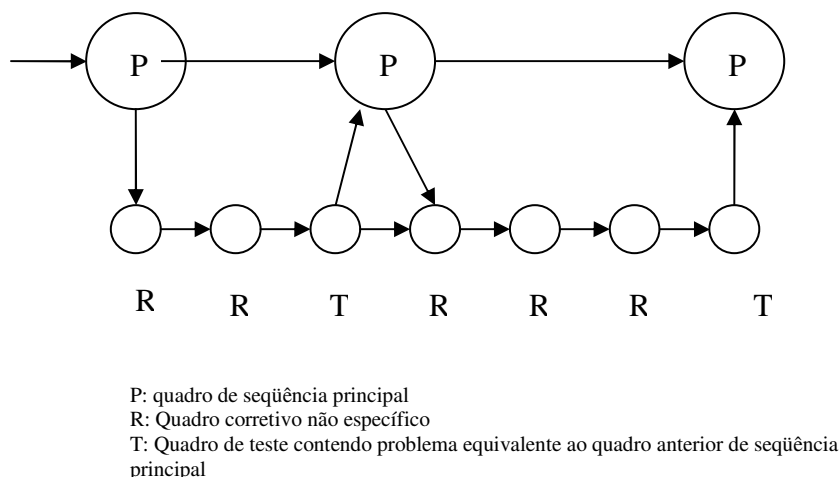 P P P
R R T R R R T
P: quadro de seqüência principal
R: Quadro corretivo não específico
T: Quadro de teste contendo problema equivalente ao quadro anterior de seqüência
principal